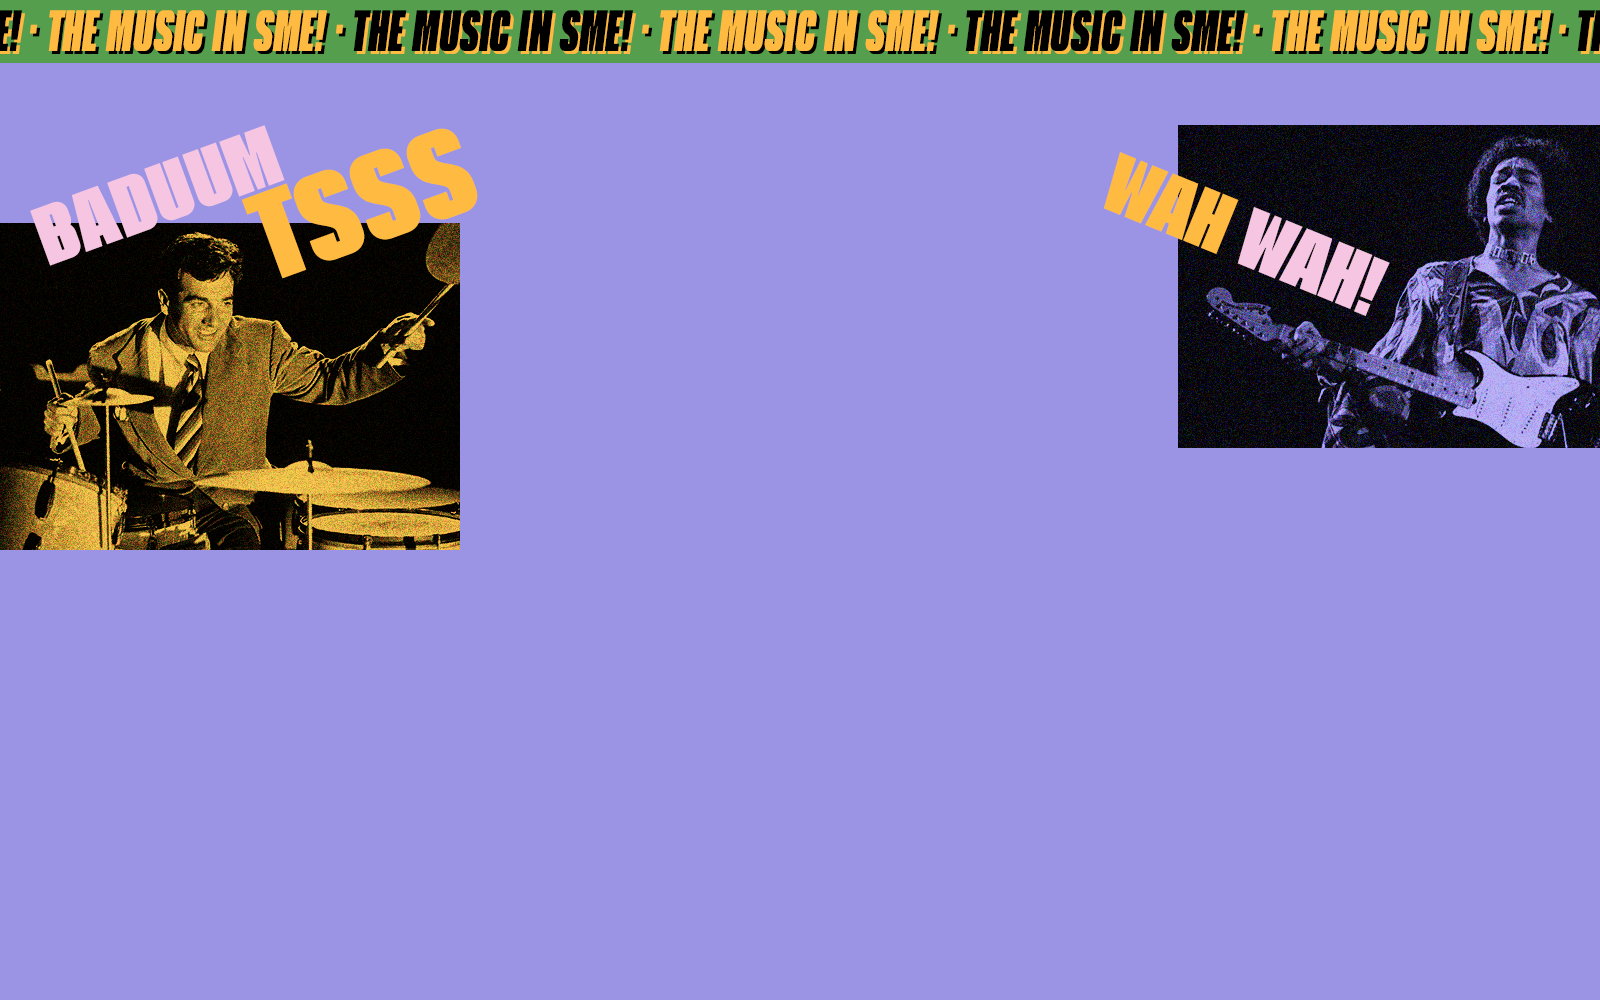 E! · THE MUSIC IN SME! · THE MUSIC IN SME! · THE MUSIC IN SME! · THE MUSIC IN SME! · THE MUSIC IN SME! · T
BADUUM
TSSS
WAH WAH!